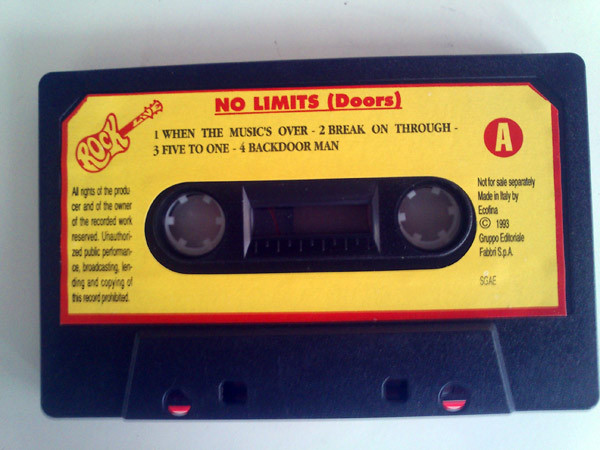 NO LIMITS (Doors)
ROCK
1 WHEN THE MUSIC'S OVER - 2 BREAK ON THROUGH -
3 FIVE TO ONE - 4 BACKDOOR MAN
A
All rights of the produ
cer and of the owner
of the recorded work
reserved. Unauthori-
zed public performan-
ce, broadcasting, len-
ding and copying of
this record prohibited.
Not for sale separately
Made in Italy by
Ecofina
© 1993
Gruppo Editoriale
Fabbri S.p.A.
SGAE